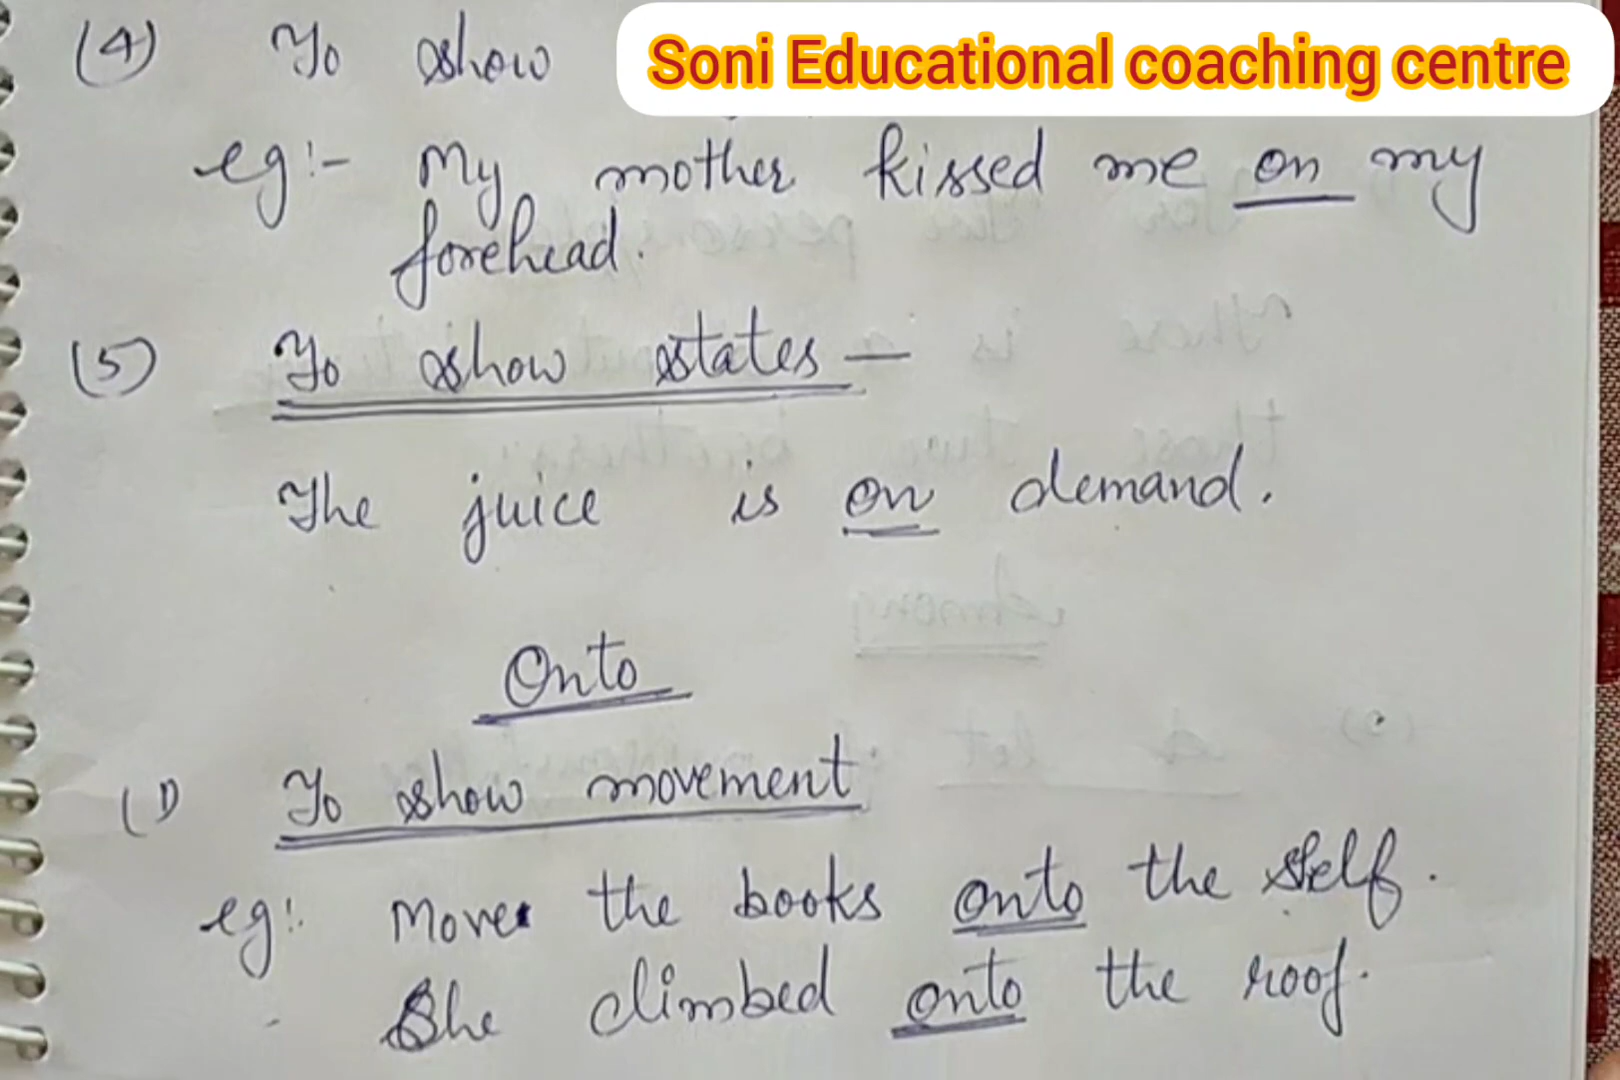 (4) To show
Soni Educational coaching centre
eg:- My mother kissed me on my
forehead.
(5) To show states —
The juice is on demand.
Onto
(1) To show movement
eg:. Move the books onto the self.
She climbed onto the roof.